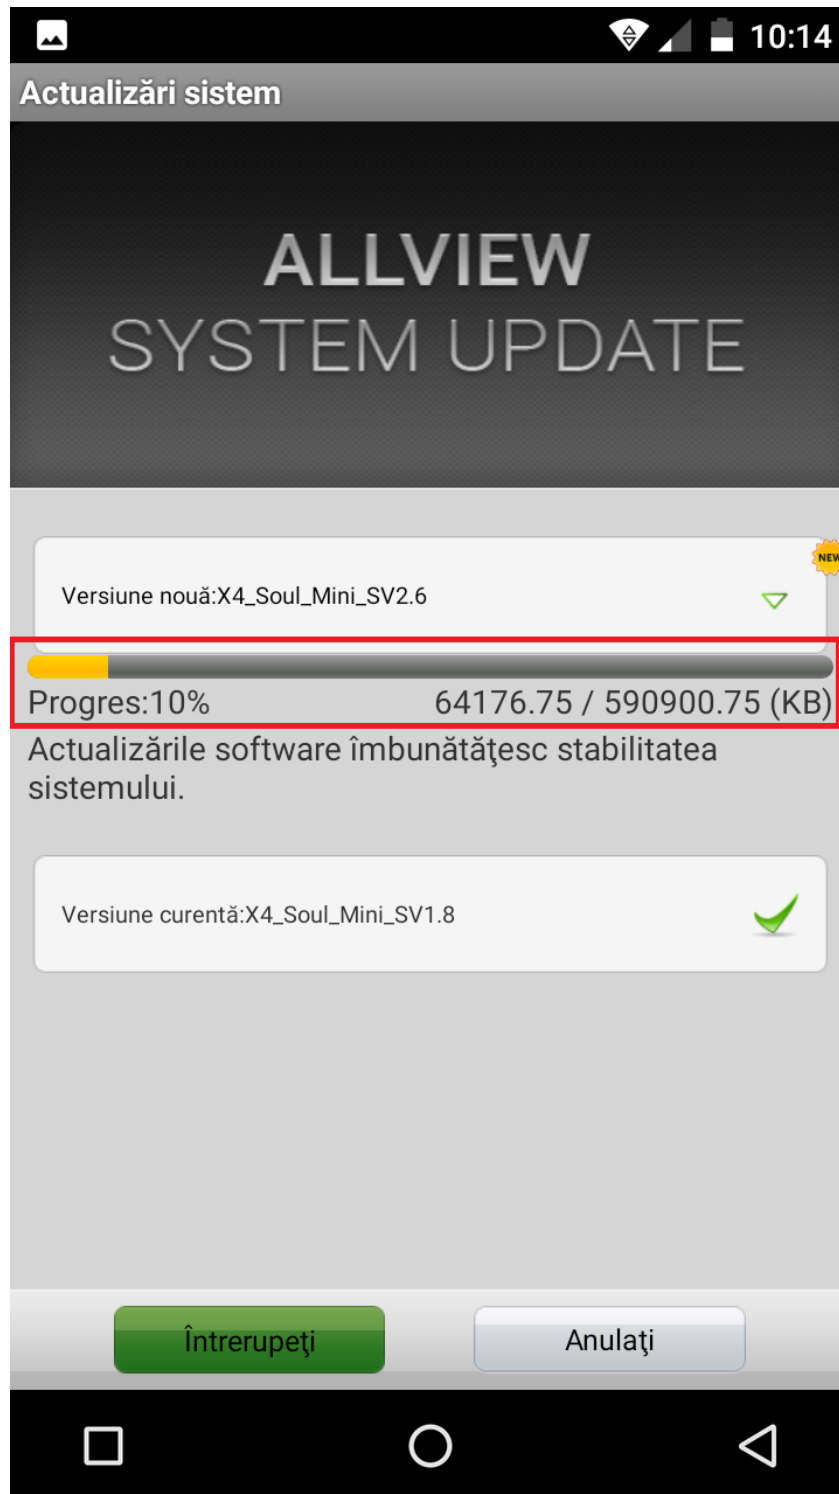 10:14
Actualizări sistem
ALLVIEW
SYSTEM UPDATE
NEW
Versiune nouă:X4_Soul_Mini_SV2.6
Progres:10% 64176.75 / 590900.75 (KB)
Actualizările software îmbunătăţesc stabilitatea
sistemului.
Versiune curentă:X4_Soul_Mini_SV1.8
Întrerupeţi Anulaţi